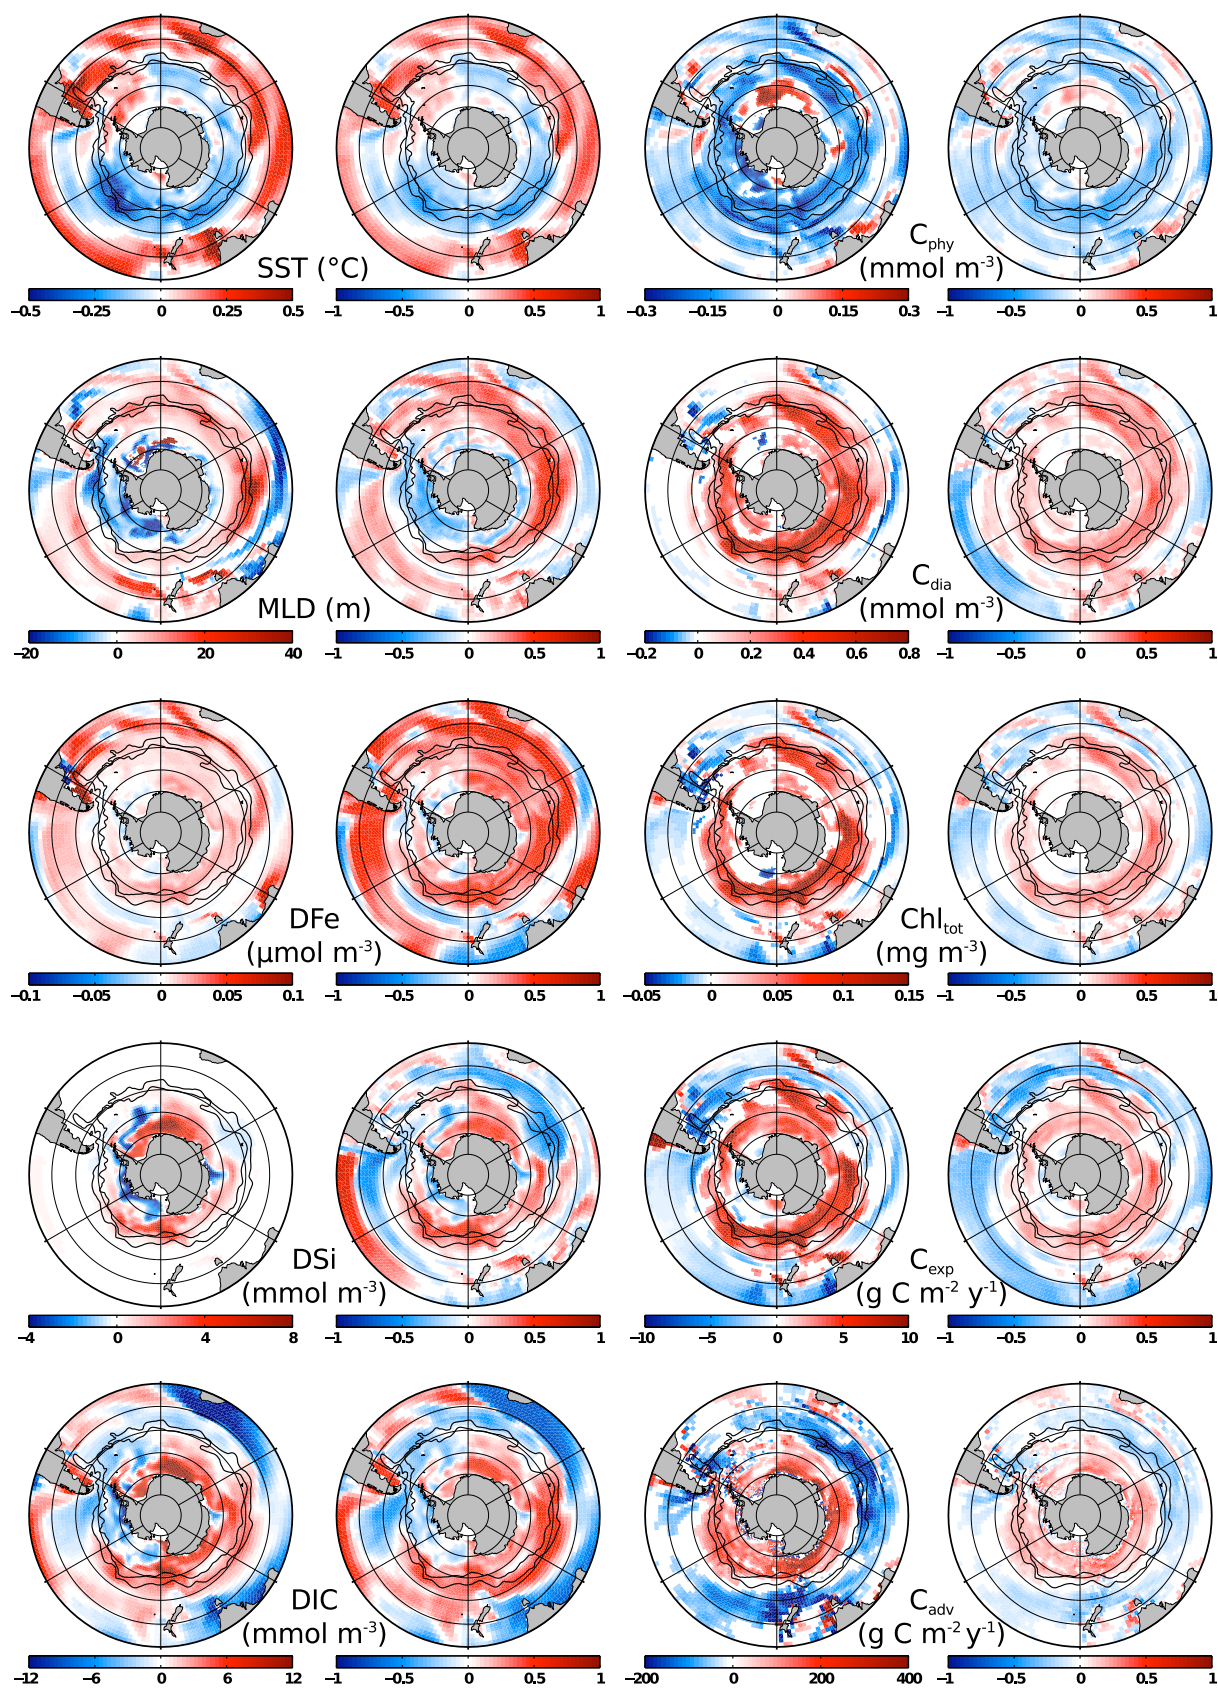 SST (°C)
−0.5 −0.25 0 0.25 0.5
−1 −0.5 0 0.5 1
C_phy
(mmol m⁻³)
−0.3 −0.15 0 0.15 0.3
−1 −0.5 0 0.5 1
MLD (m)
−20 0 20 40
−1 −0.5 0 0.5 1
C_dia
(mmol m⁻³)
−0.2 0 0.2 0.4 0.6 0.8
−1 −0.5 0 0.5 1
DFe
(µmol m⁻³)
−0.1 −0.05 0 0.05 0.1
−1 −0.5 0 0.5 1
Chl_tot
(mg m⁻³)
−0.05 0 0.05 0.1 0.15
−1 −0.5 0 0.5 1
DSi
(mmol m⁻³)
−4 0 4 8
−1 −0.5 0 0.5 1
C_exp
(g C m⁻² y⁻¹)
−10 −5 0 5 10
−1 −0.5 0 0.5 1
DIC
(mmol m⁻³)
−12 −6 0 6 12
−1 −0.5 0 0.5 1
C_adv
(g C m⁻² y⁻¹)
−200 0 200 400
−1 −0.5 0 0.5 1